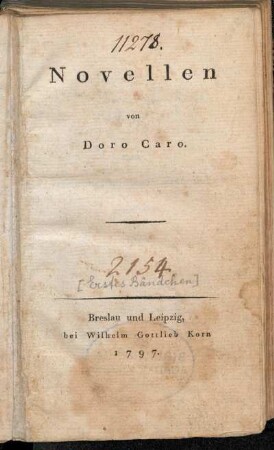 11278.
Novellen
von
Doro Caro.
2154.
[Erstes Bändchen]
Breslau und Leipzig,
bei Wilhelm Gottlieb Korn
1797.